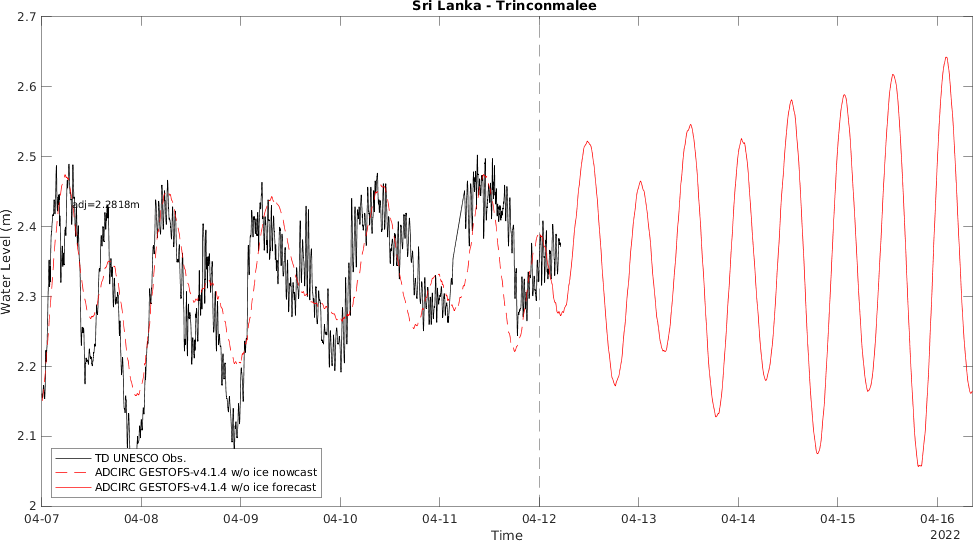 Sri Lanka - Trinconmalee
2.7
2.6
2.5
2.4
2.3
2.2
2.1
2
Water Level (m)
adj=2.2818m
TD UNESCO Obs.
ADCIRC GESTOFS-v4.1.4 w/o ice nowcast
ADCIRC GESTOFS-v4.1.4 w/o ice forecast
04-07 04-08 04-09 04-10 04-11 04-12 04-13 04-14 04-15 04-16
Time
2022